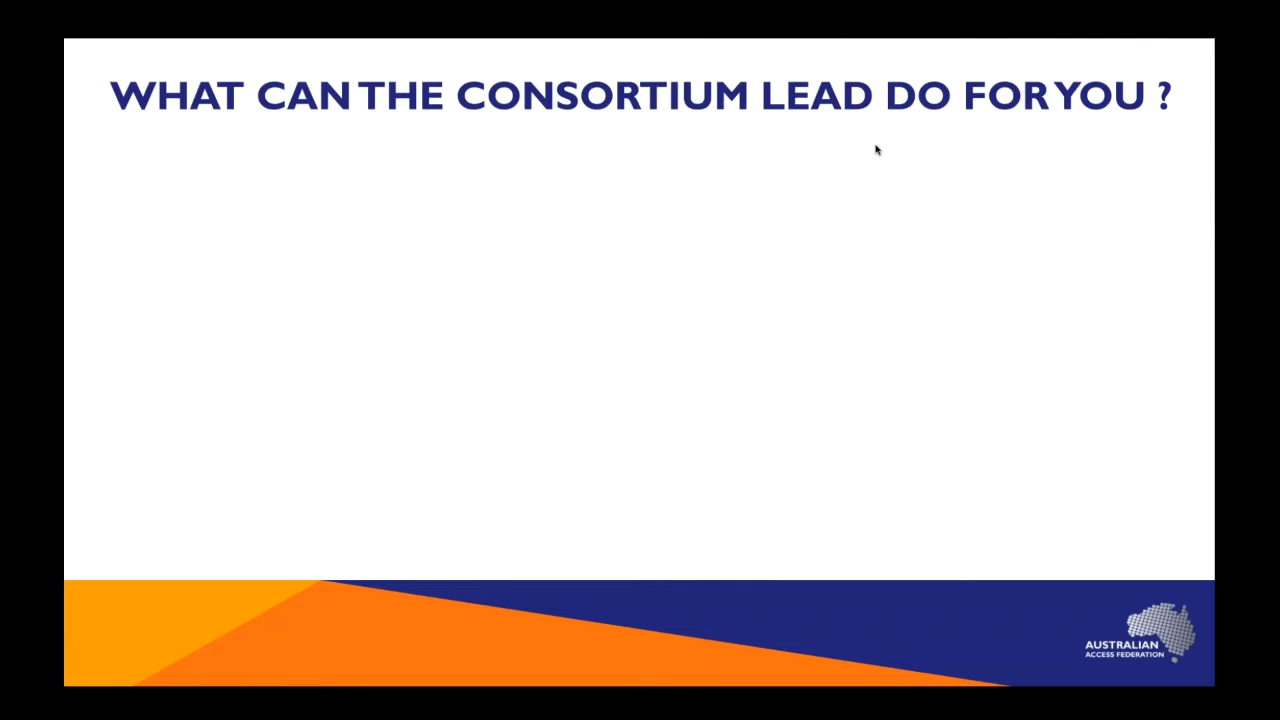 WHAT CAN THE CONSORTIUM LEAD DO FOR YOU ?
AUSTRALIAN
ACCESS FEDERATION